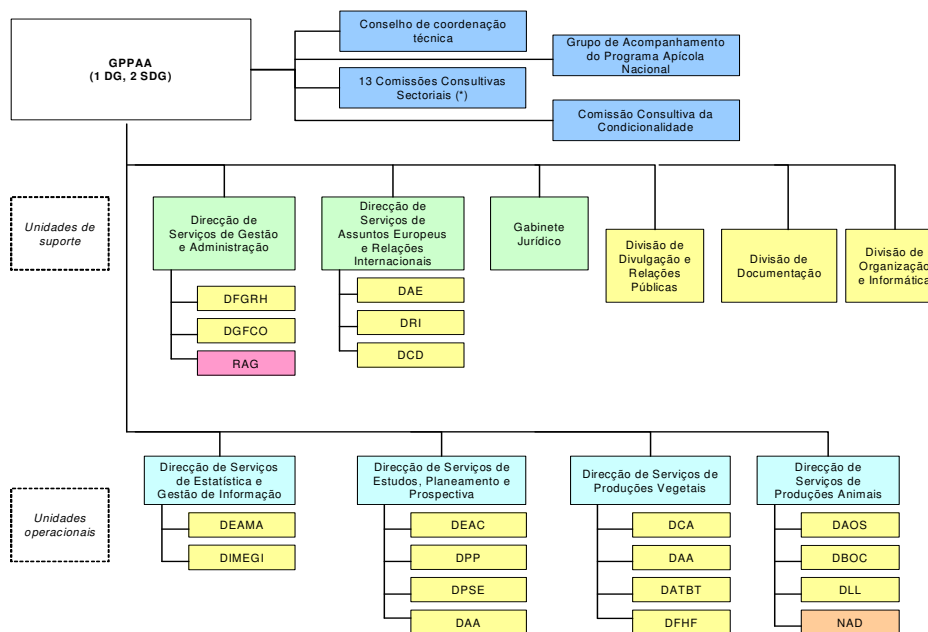 Conselho de coordenação
técnica
GPPAA
(1 DG, 2 SDG)
Grupo de Acompanhamento
do Programa Apícola
Nacional
13 Comissões Consultivas
Sectoriais (*)
Comissão Consultiva da
Condicionalidade
Unidades de
suporte
Direcção de
Serviços de Gestão
e Administração
DFGRH
DGFCO
RAG
Direcção de
Serviços de
Assuntos Europeus
e Relações
Internacionais
DAE
DRI
DCD
Gabinete
Jurídico
Divisão de
Divulgação e
Relações
Públicas
Divisão de
Documentação
Divisão de
Organização
e Informática
Unidades
operacionais
Direcção de Serviços
de Estatística e
Gestão de Informação
DEAMA
DIMEGI
Direcção de Serviços de
Estudos, Planeamento e
Prospectiva
DEAC
DPP
DPSE
DAA
Direcção de Serviços de
Produções Vegetais
DCA
DAA
DATBT
DFHF
Direcção de
Serviços de
Produções Animais
DAOS
DBOC
DLL
NAD